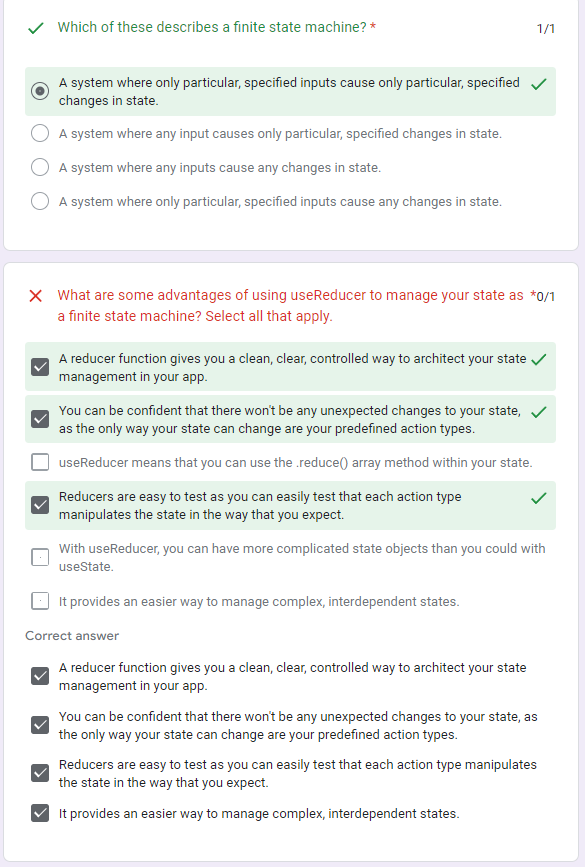 Which of these describes a finite state machine? *
1/1
A system where only particular, specified inputs cause only particular, specified
changes in state.
A system where any input causes only particular, specified changes in state.
A system where any inputs cause any changes in state.
A system where only particular, specified inputs cause any changes in state.
What are some advantages of using useReducer to manage your state as *0/1
a finite state machine? Select all that apply.
A reducer function gives you a clean, clear, controlled way to architect your state
management in your app.
You can be confident that there won't be any unexpected changes to your state,
as the only way your state can change are your predefined action types.
useReducer means that you can use the .reduce() array method within your state.
Reducers are easy to test as you can easily test that each action type
manipulates the state in the way that you expect.
With useReducer, you can have more complicated state objects than you could with
useState.
It provides an easier way to manage complex, interdependent states.
Correct answer
A reducer function gives you a clean, clear, controlled way to architect your state
management in your app.
You can be confident that there won't be any unexpected changes to your state, as
the only way your state can change are your predefined action types.
Reducers are easy to test as you can easily test that each action type manipulates
the state in the way that you expect.
It provides an easier way to manage complex, interdependent states.